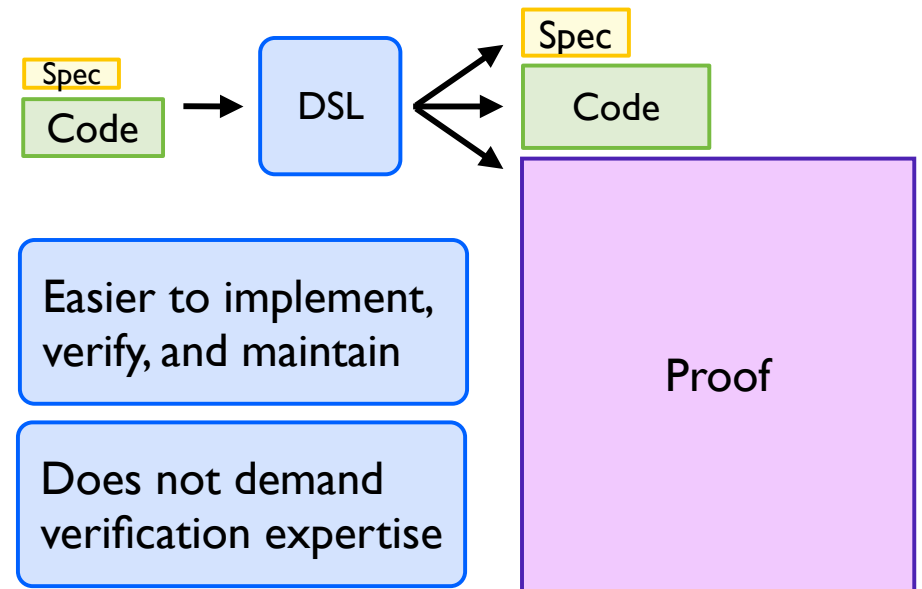 Spec
Code
DSL
Spec
Code
Proof
Easier to implement,
verify, and maintain
Does not demand
verification expertise